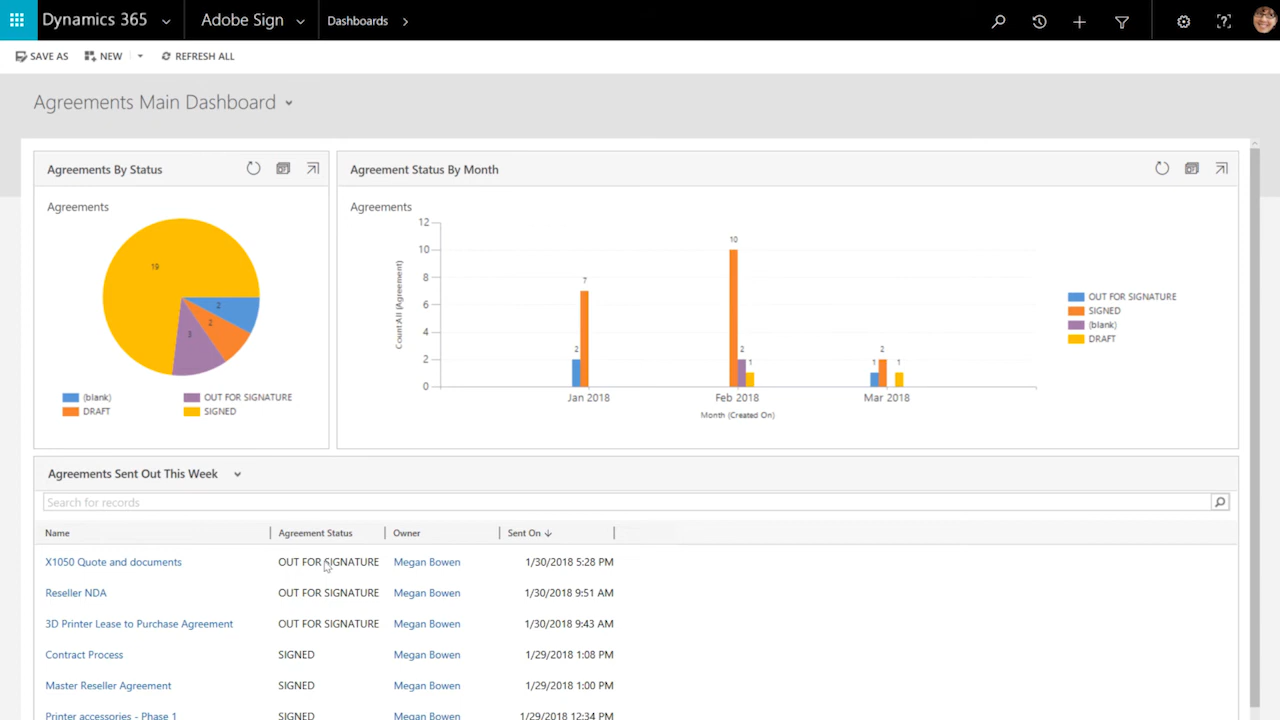 Dynamics 365 Adobe Sign Dashboards
SAVE AS NEW REFRESH ALL
Agreements Main Dashboard
Agreements By Status
Agreements
19
2
2
3
(blank) OUT FOR SIGNATURE
DRAFT SIGNED
Agreement Status By Month
Agreements
Count All (Agreement)
12
10
8
6
4
2
0
2 7
10 2 1
1 2 1
Jan 2018 Feb 2018 Mar 2018
Month (Created On)
OUT FOR SIGNATURE
SIGNED
(blank)
DRAFT
Agreements Sent Out This Week
Search for records
Name Agreement Status Owner Sent On
X1050 Quote and documents OUT FOR SIGNATURE Megan Bowen 1/30/2018 5:28 PM
Reseller NDA OUT FOR SIGNATURE Megan Bowen 1/30/2018 9:51 AM
3D Printer Lease to Purchase Agreement OUT FOR SIGNATURE Megan Bowen 1/30/2018 9:43 AM
Contract Process SIGNED Megan Bowen 1/29/2018 1:08 PM
Master Reseller Agreement SIGNED Megan Bowen 1/29/2018 1:00 PM
Printer accessories - Phase 1 SIGNED Megan Bowen 1/29/2018 12:34 PM